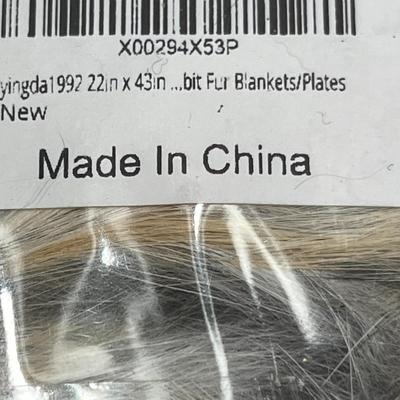 X00294X53P
yingda1992 22in x 43in ...bit Fur Blankets/Plates
New
Made In China